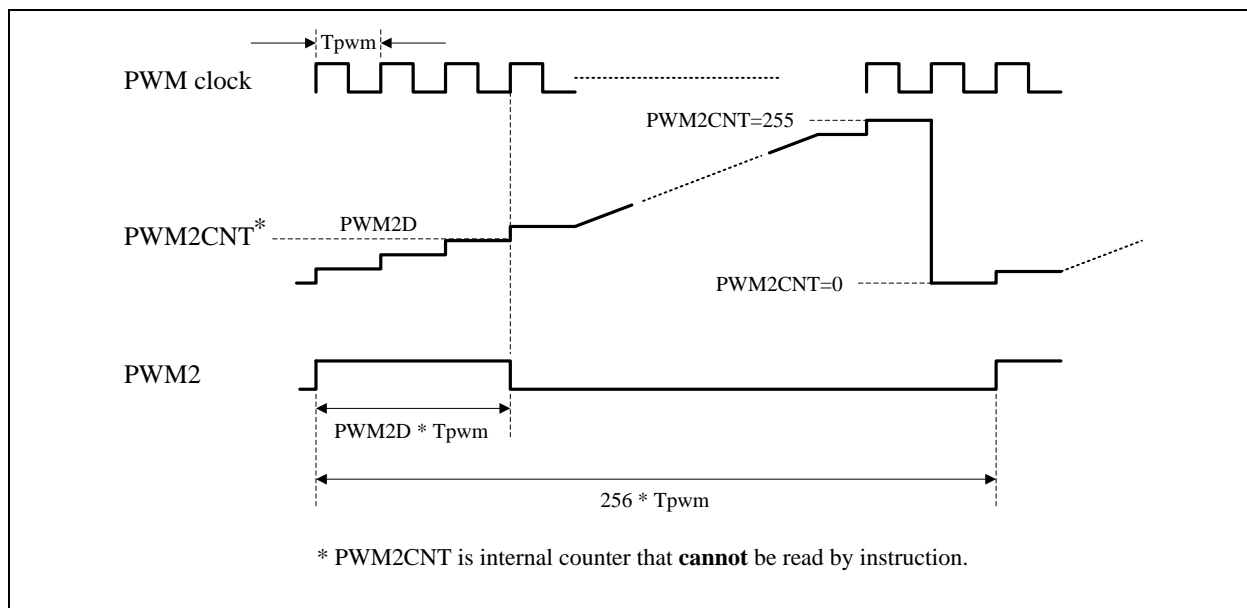 Tpwm
PWM clock
PWM2CNT=255
PWM2D
PWM2CNT*
PWM2CNT=0
PWM2
PWM2D * Tpwm
256 * Tpwm
* PWM2CNT is internal counter that cannot be read by instruction.